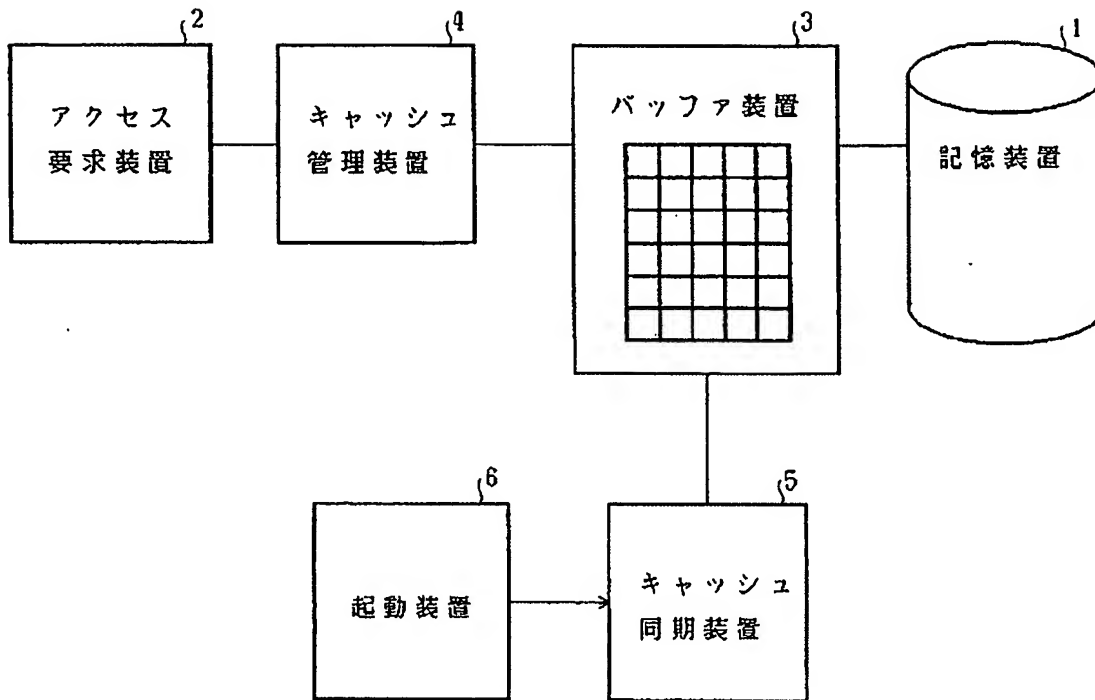 2
アクセス
要求装置
4
キャッシュ
管理装置
3
バッファ装置
1
記憶装置
6
起動装置
5
キャッシュ
同期装置